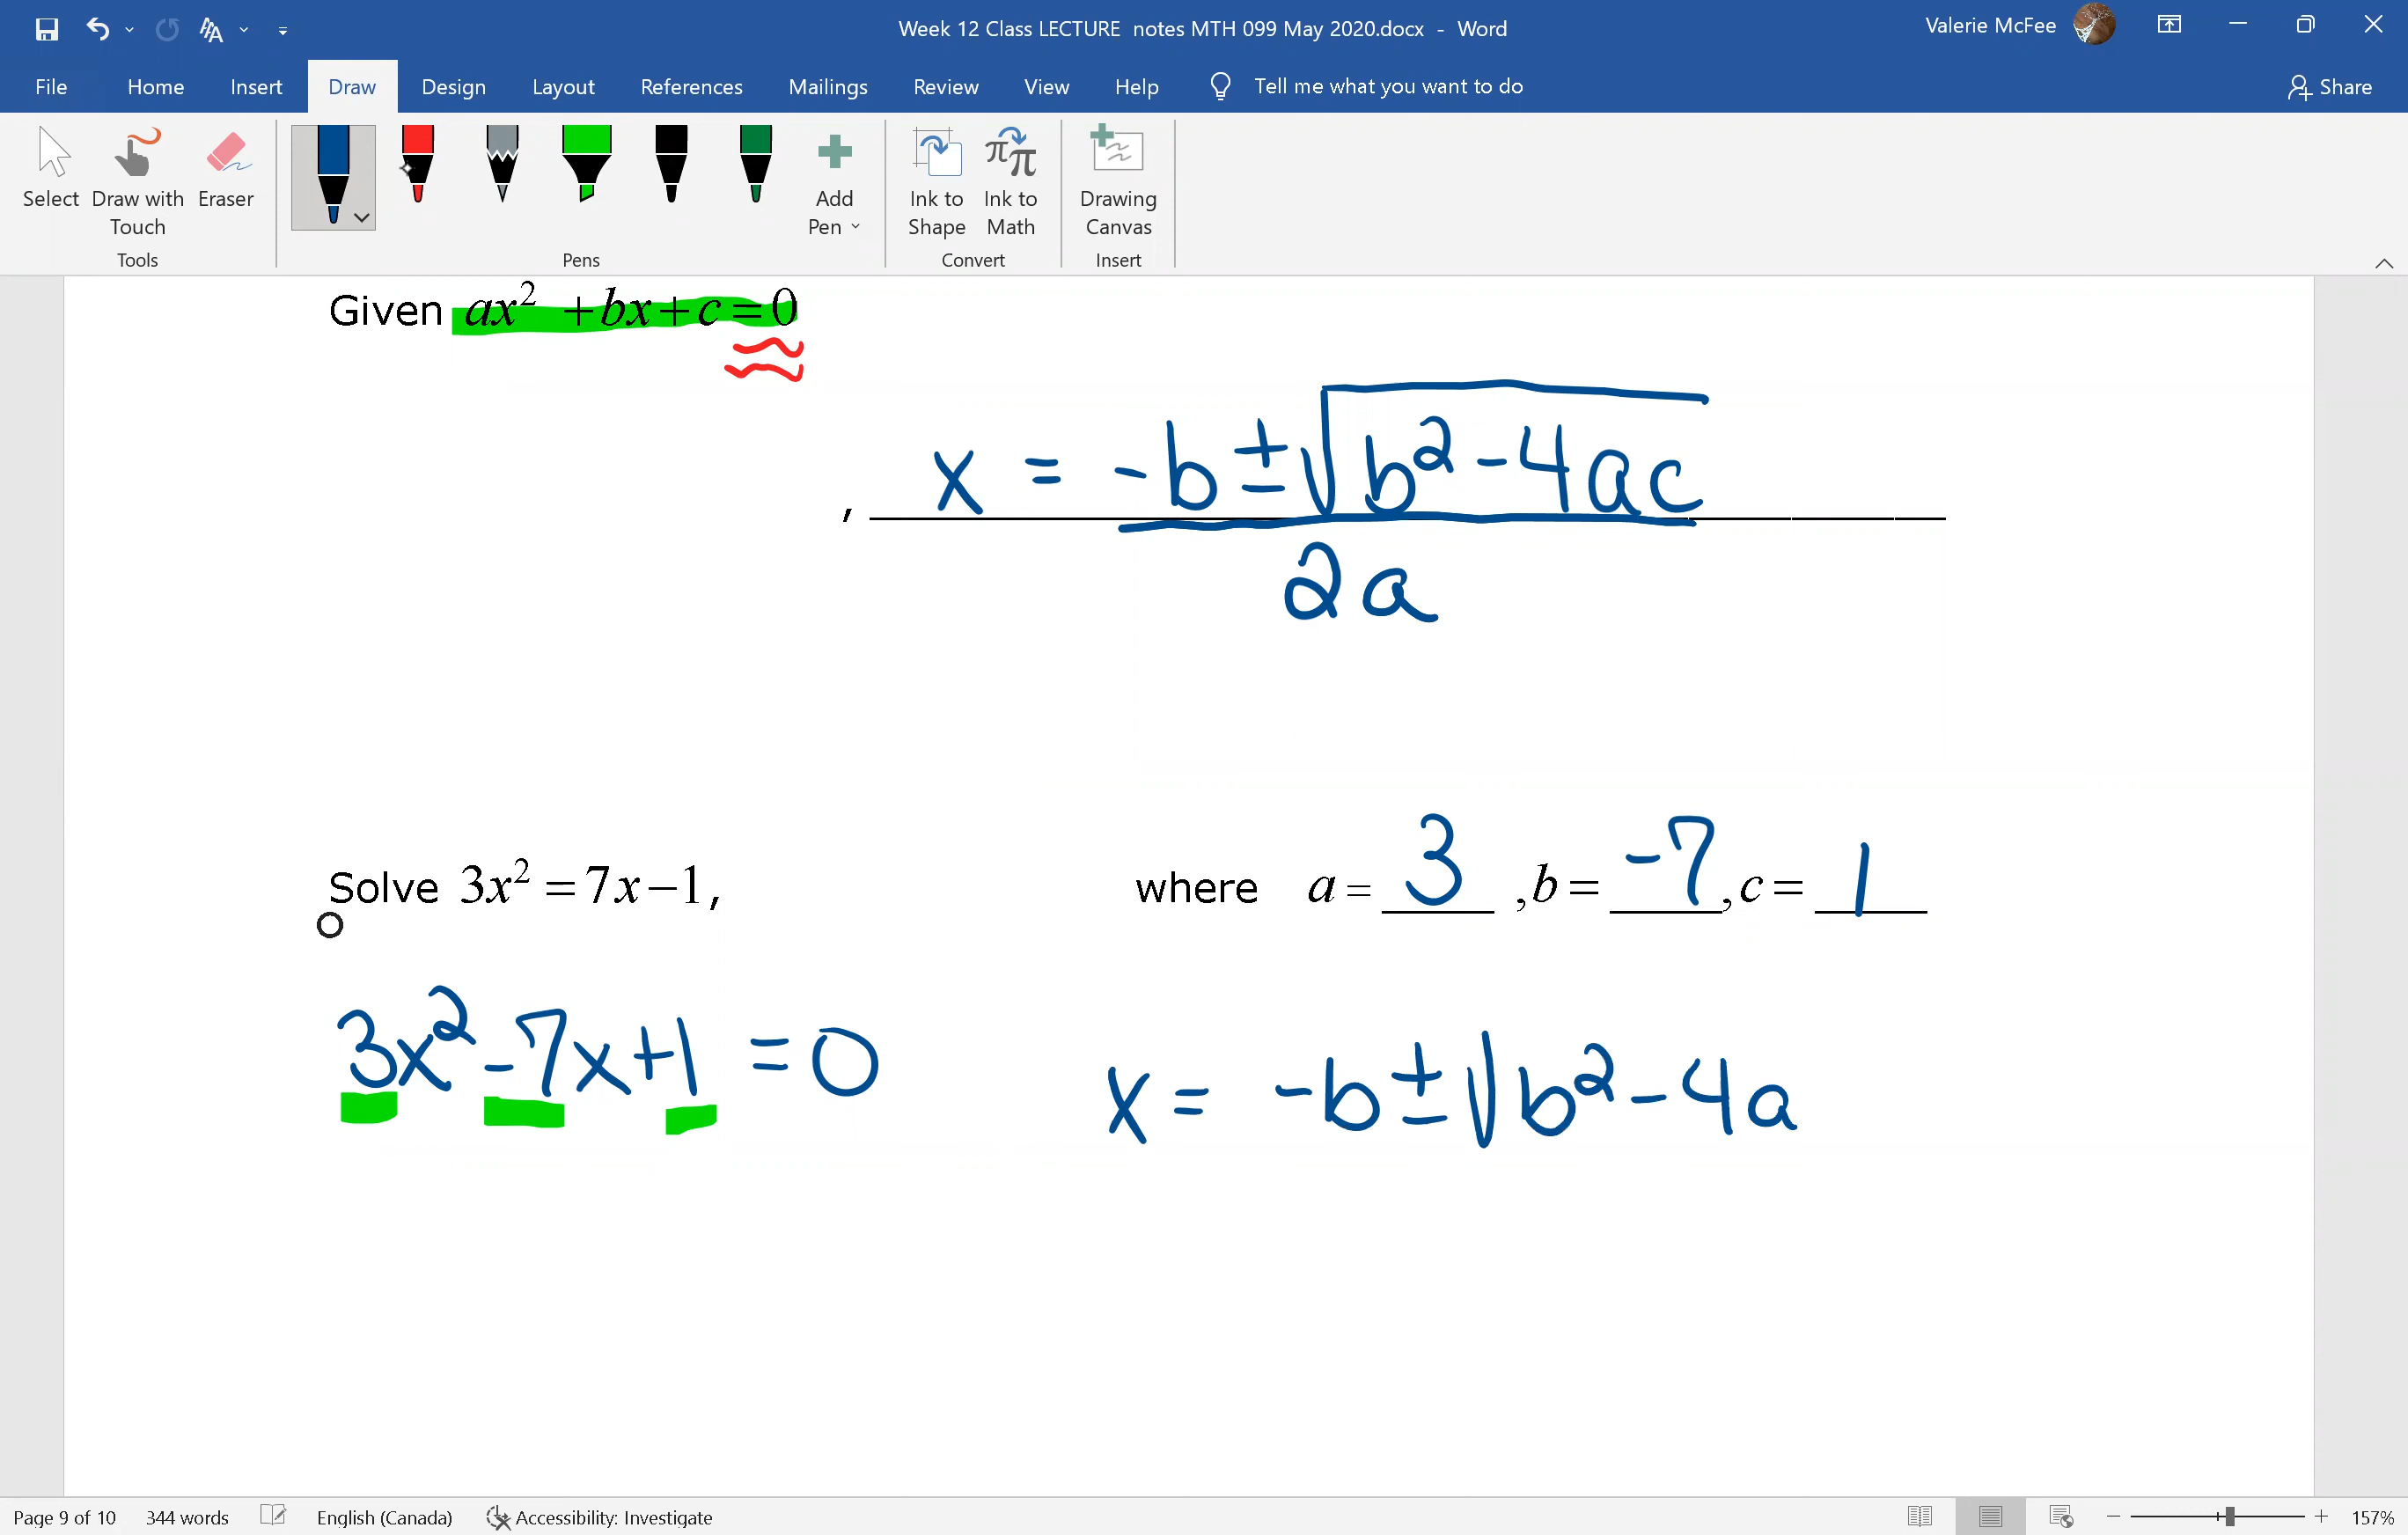 Week 12 Class LECTURE notes MTH 099 May 2020.docx - Word
Valerie McFee
File Home Insert Draw Design Layout References Mailings Review View Help Tell me what you want to do Share
Select Draw with Touch Eraser Add Pen Ink to Shape Ink to Math Drawing Canvas
Tools Pens Convert Insert
Given ax² + bx + c = 0
, x = -b ± √b² - 4ac
2a
Solve 3x² = 7x − 1, where a = 3 , b = -7 , c = 1
3x² - 7x + 1 = 0 x = -b ± √b² - 4a
Page 9 of 10 344 words English (Canada) Accessibility: Investigate 157%